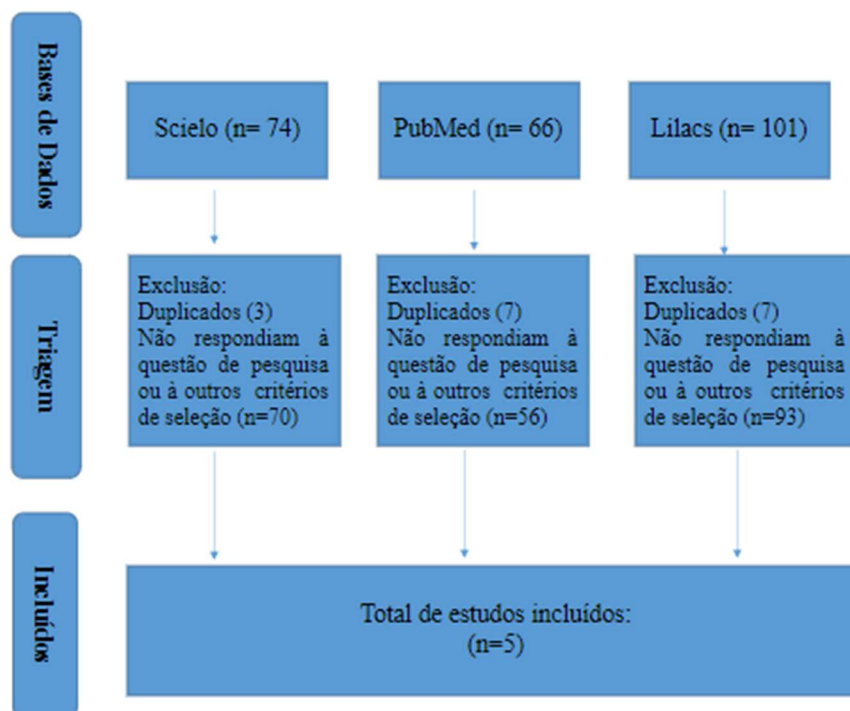 Bases de Dados
Scielo (n= 74)
PubMed (n= 66)
Lilacs (n= 101)
Triagem
Exclusão:
Duplicados (3)
Não respondiam à
questão de pesquisa
ou à outros critérios
de seleção (n=70)
Exclusão:
Duplicados (7)
Não respondiam à
questão de pesquisa
ou à outros critérios
de seleção (n=56)
Exclusão:
Duplicados (7)
Não respondiam à
questão de pesquisa
ou à outros critérios
de seleção (n=93)
Incluídos
Total de estudos incluídos:
(n=5)